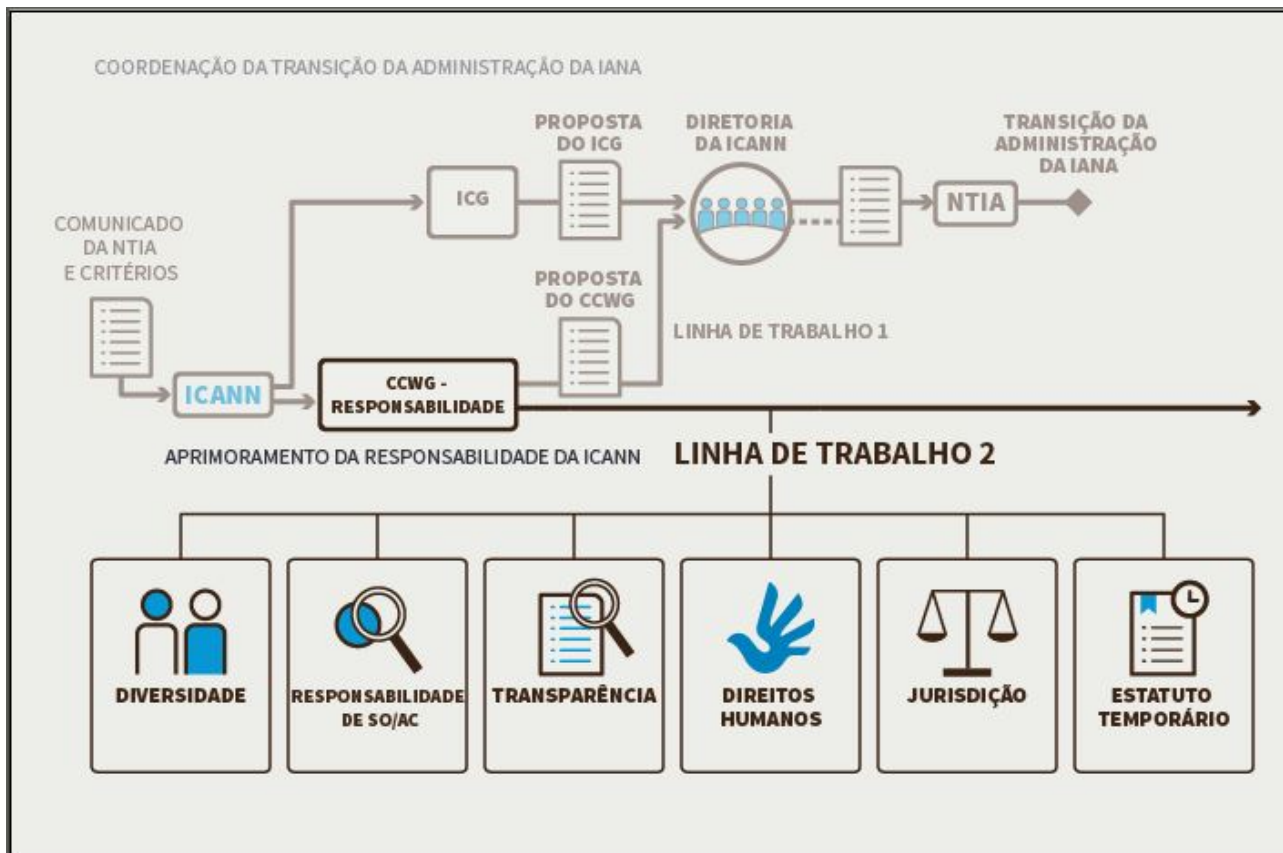 COORDENAÇÃO DA TRANSIÇÃO DA ADMINISTRAÇÃO DA IANA
COMUNICADO
DA NTIA
E CRITÉRIOS
ICANN
ICG
PROPOSTA
DO ICG
DIRETORIA
DA ICANN
NTIA
TRANSIÇÃO DA
ADMINISTRAÇÃO
DA IANA
PROPOSTA
DO CCWG
LINHA DE TRABALHO 1
CCWG -
RESPONSABILIDADE
APRIMORAMENTO DA RESPONSABILIDADE DA ICANN
LINHA DE TRABALHO 2
DIVERSIDADE
RESPONSABILIDADE
DE SO/AC
TRANSPARÊNCIA
DIREITOS
HUMANOS
JURISDIÇÃO
ESTATUTO
TEMPORÁRIO